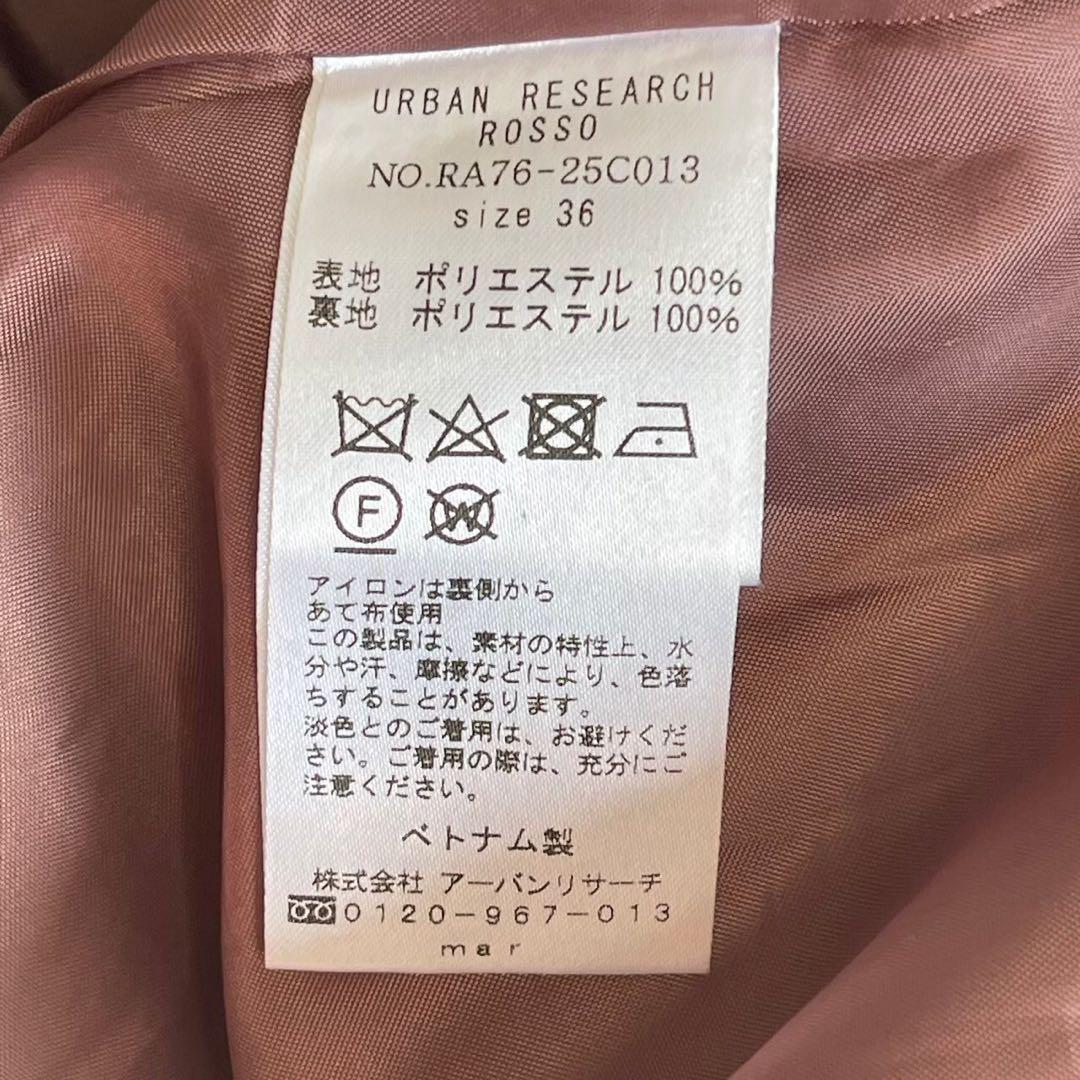 URBAN RESEARCH
ROSSO
NO.RA76-25C013
size 36
表地 ポリエステル 100%
裏地 ポリエステル 100%
F W
アイロンは裏側から
あて布使用
この製品は、素材の特性上、水
分や汗、摩擦などにより、色落
ちすることがあります。
淡色とのご着用は、お避けくだ
さい。ご着用の際は、充分にご
注意ください。
ベトナム製
株式会社 アーバンリサーチ
0120-967-013
mar